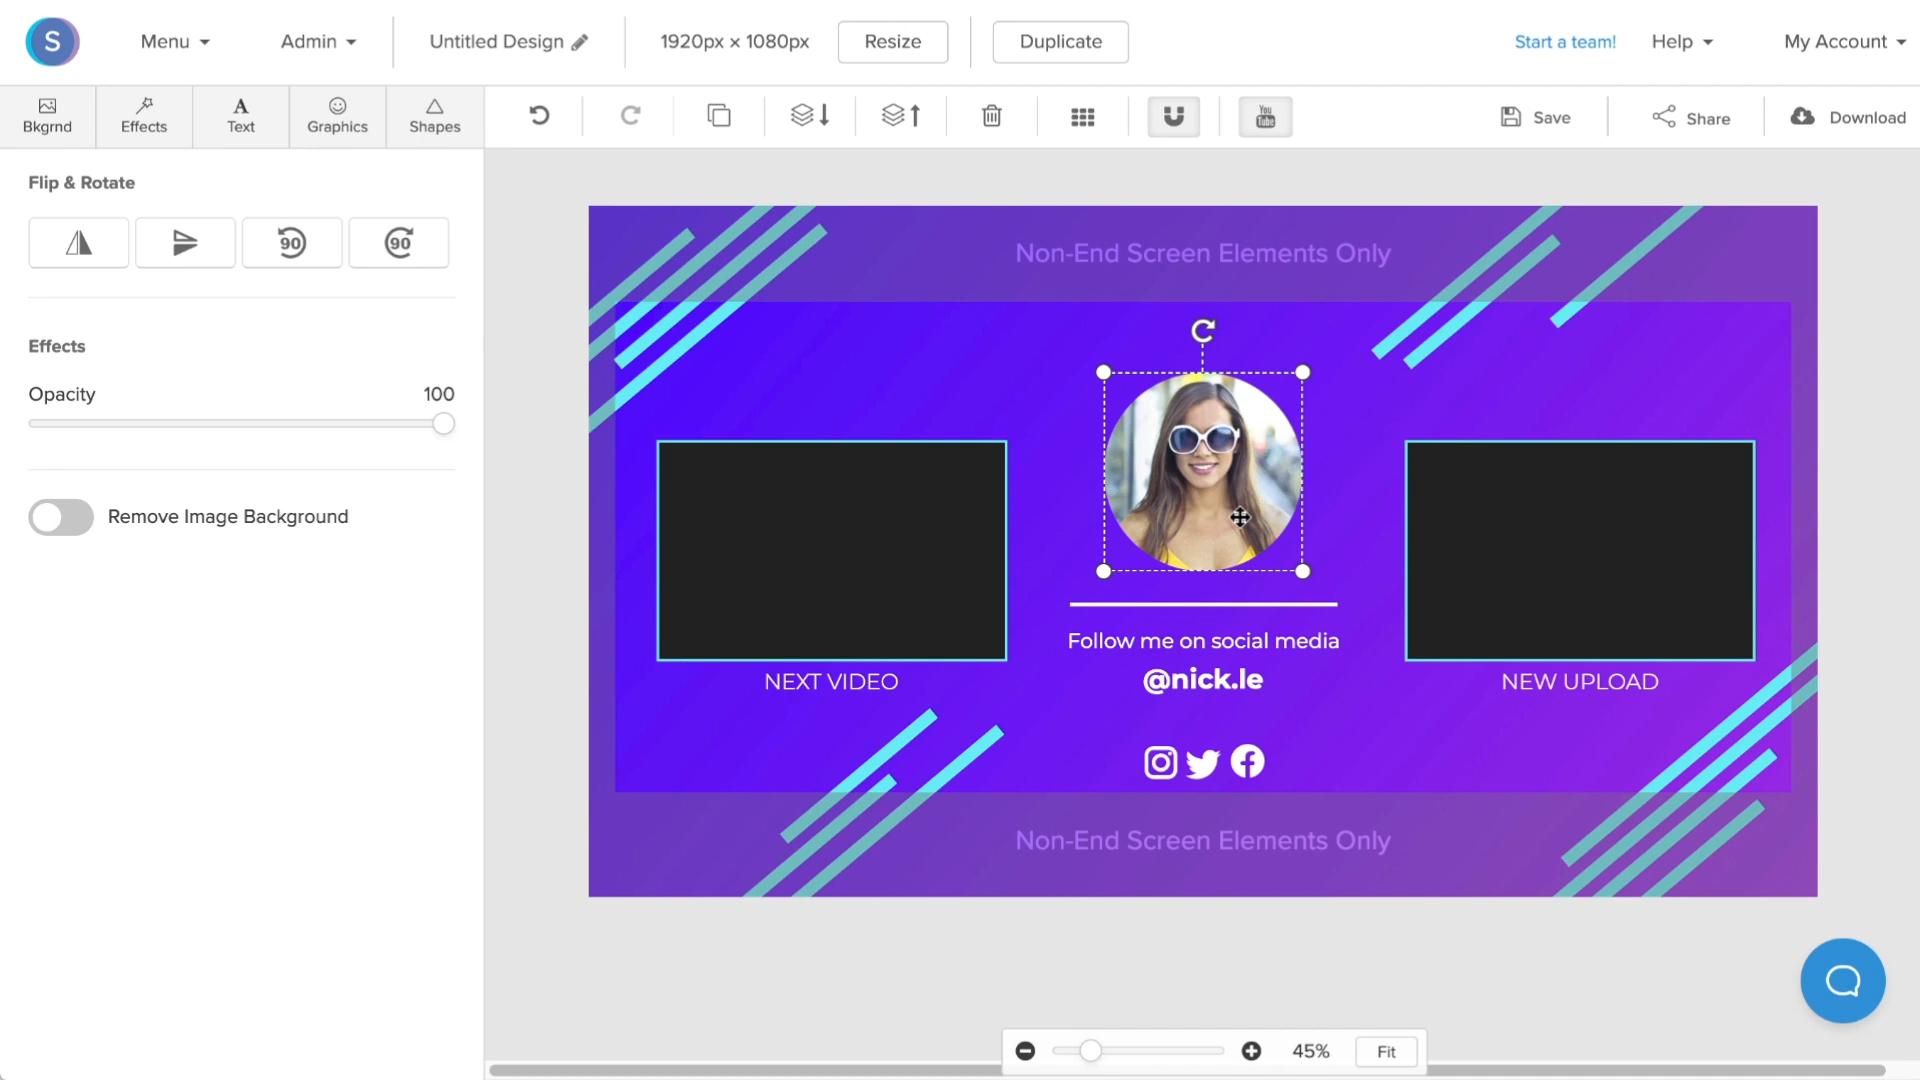 S Menu Admin Untitled Design 1920px × 1080px Resize Duplicate Start a team! Help My Account
Bkgrnd Effects Text Graphics Shapes You Tube Save Share Download
Flip & Rotate
90 90
Effects
Opacity 100
Remove Image Background
Non-End Screen Elements Only
Follow me on social media
@nick.le
NEXT VIDEO
NEW UPLOAD
Non-End Screen Elements Only
45% Fit